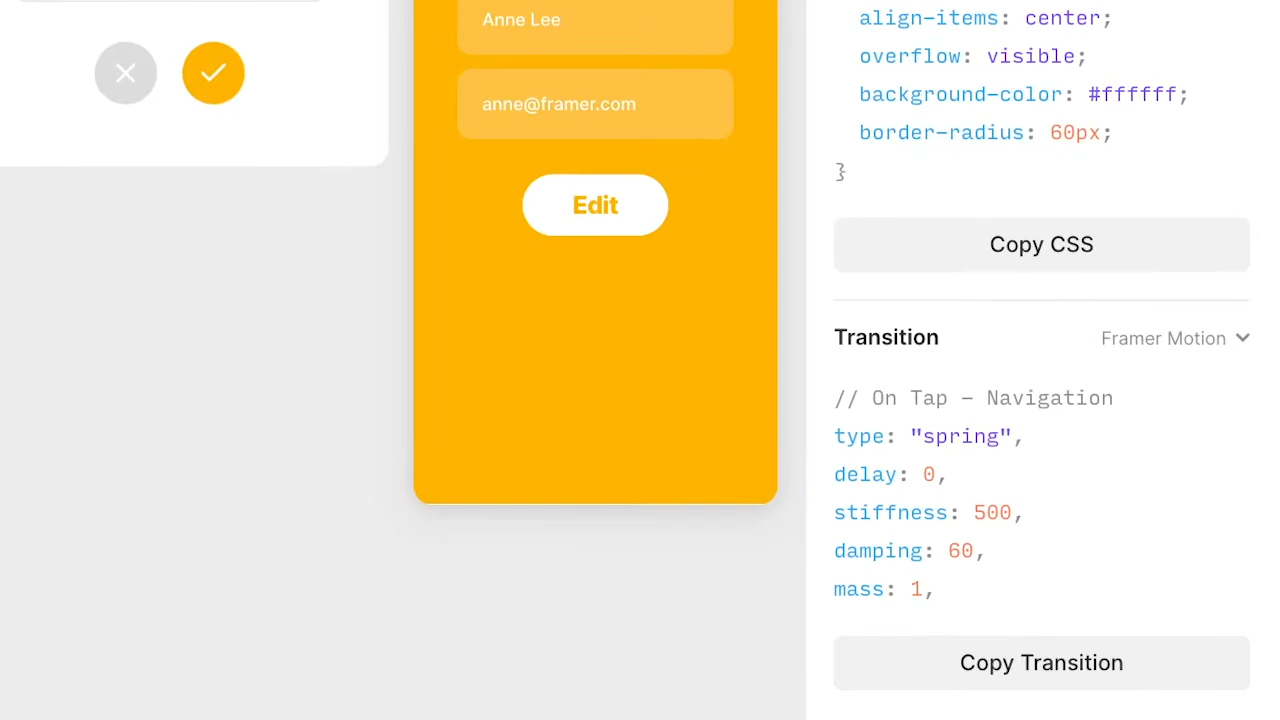 Anne Lee
anne@framer.com
Edit
align-items: center;
overflow: visible;
background-color: #ffffff;
border-radius: 60px;
}
Copy CSS
Transition
Framer Motion
// On Tap - Navigation
type: "spring",
delay: 0,
stiffness: 500,
damping: 60,
mass: 1,
Copy Transition